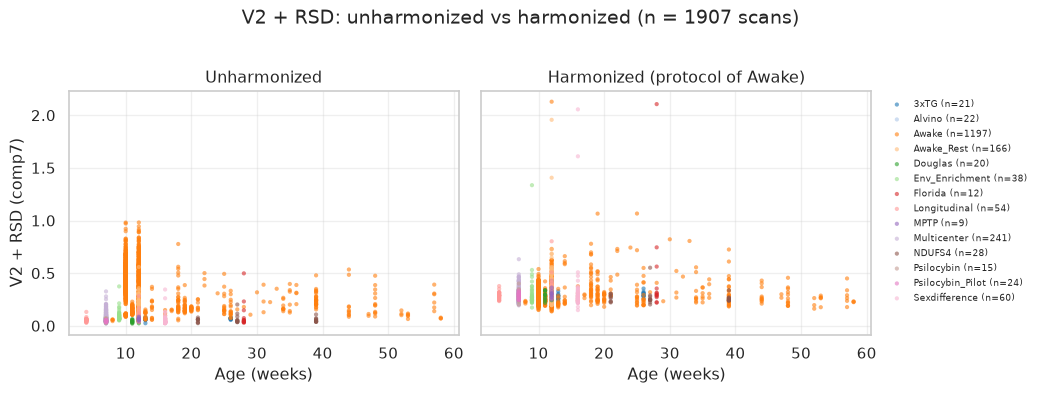 V2 + RSD: unharmonized vs harmonized (n = 1907 scans)
Unharmonized
Harmonized (protocol of Awake)
V2 + RSD (comp7)
2.0
1.5
1.0
0.5
0.0
10 20 30 40 50 60
10 20 30 40 50 60
Age (weeks)
Age (weeks)
3xTG (n=21)
Alvino (n=22)
Awake (n=1197)
Awake_Rest (n=166)
Douglas (n=20)
Env_Enrichment (n=38)
Florida (n=12)
Longitudinal (n=54)
MPTP (n=9)
Multicenter (n=241)
NDUFS4 (n=28)
Psilocybin (n=15)
Psilocybin_Pilot (n=24)
Sexdifference (n=60)